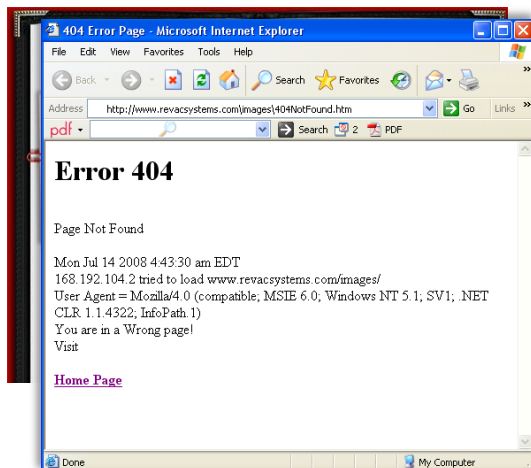 404 Error Page - Microsoft Internet Explorer
File Edit View Favorites Tools Help
Back Search Favorites »
Address http://www.revacsystems.com\images\404NotFound.htm Go Links »
pdf Search 2 PDF
Error 404
Page Not Found
Mon Jul 14 2008 4:43:30 am EDT
168.192.104.2 tried to load www.revacsystems.com/images/
User Agent = Mozilla/4.0 (compatible; MSIE 6.0; Windows NT 5.1; SV1; .NET
CLR 1.1.4322; InfoPath.1)
You are in a Wrong page!
Visit
Home Page
Done My Computer